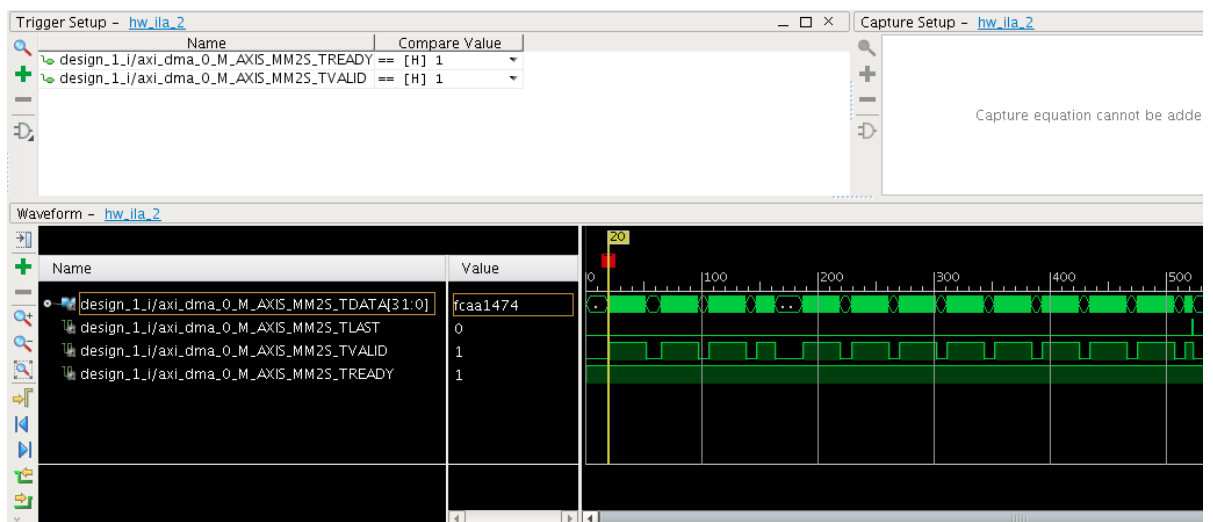 Trigger Setup - hw_ila_2
Name Compare Value
design_1_i/axi_dma_0_M_AXIS_MM2S_TREADY == [H] 1
design_1_i/axi_dma_0_M_AXIS_MM2S_TVALID == [H] 1
Capture Setup - hw_ila_2
Capture equation cannot be adde
Waveform - hw_ila_2
20
Name Value
0 100 200 300 400 500
design_1_i/axi_dma_0_M_AXIS_MM2S_TDATA[31:0] fcaa1474
design_1_i/axi_dma_0_M_AXIS_MM2S_TLAST 0
design_1_i/axi_dma_0_M_AXIS_MM2S_TVALID 1
design_1_i/axi_dma_0_M_AXIS_MM2S_TREADY 1